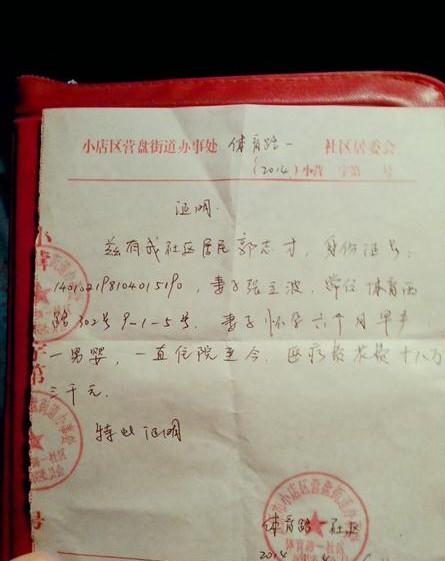 小店区营盘街道办事处 体育路一 社区居委会
(2014)小营 字第 号
证明
兹有我社区居民郭志才，身份证号：
140102198104015190，妻子张立波，常住体育西
路302号9-1-5号．妻子怀孕六个月早产
一男婴，一直住院至今，医疗费花费十八万
三千元．
特此证明
体育路一社区
2014